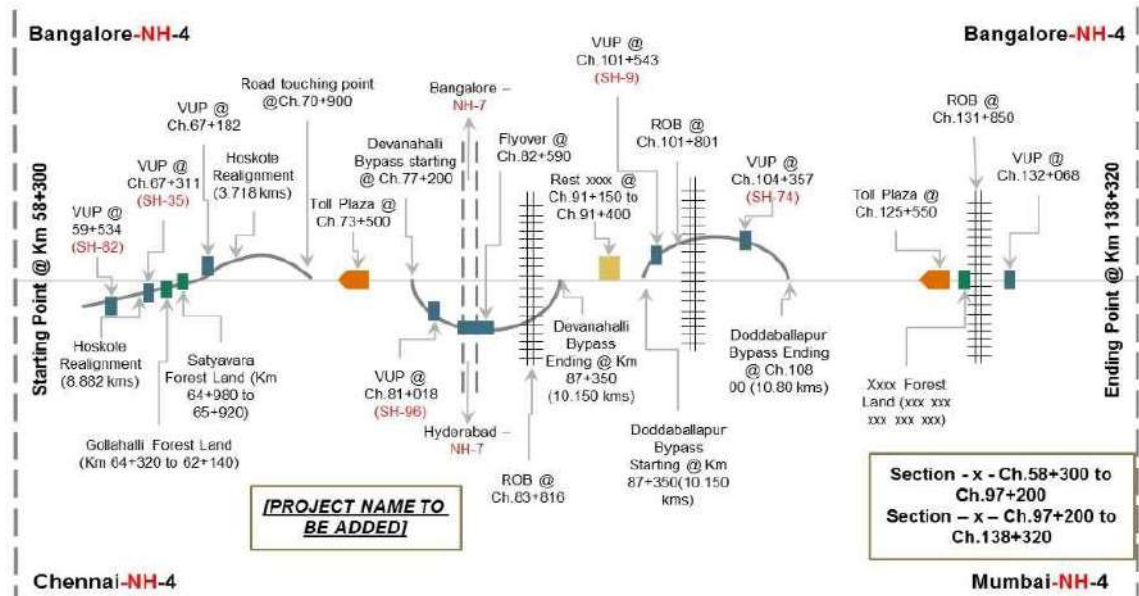 Bangalore-NH-4
Bangalore-NH-4
Starting Point @ Km 58+300
VUP @
59+534
(SH-82)
VUP @
Ch.67+311
(SH-35)
VUP @
Ch.67+182
Hoskote
Realignment
(3.718 kms)
Road touching point
@Ch.70+900
Toll Plaza @
Ch.73+500
Devanahalli
Bypass starting
@ Ch.77+200
Bangalore –
NH-7
Flyover @
Ch.82+590
Rest xxxx @
Ch.91+150 to
Ch.91+400
VUP @
Ch.101+543
(SH-9)
ROB @
Ch.101+801
VUP @
Ch.104+357
(SH-74)
Toll Plaza @
Ch.125+550
ROB @
Ch.131+850
VUP @
Ch.132+068
Ending Point @ Km 138+320
Hoskote
Realignment
(8.882 kms)
Satyavara
Forest Land (Km
64+980 to
65+920)
Gollahalli Forest Land
(Km 64+320 to 62+140)
VUP @
Ch.81+018
(SH-96)
Hyderabad –
NH-7
ROB @
Ch.83+816
Devanahalli
Bypass
Ending @ Km
87+350
(10.150 kms)
Doddaballapur
Bypass
Starting @ Km
87+350(10.150
kms)
Doddaballapur
Bypass Ending
@ Ch.108
00 (10.80 kms)
Xxxx Forest
Land (xxx xxx
xxx xxx xxx)
[PROJECT NAME TO
BE ADDED]
Section - x - Ch.58+300 to
Ch.97+200
Section – x – Ch.97+200 to
Ch.138+320
Chennai-NH-4
Mumbai-NH-4